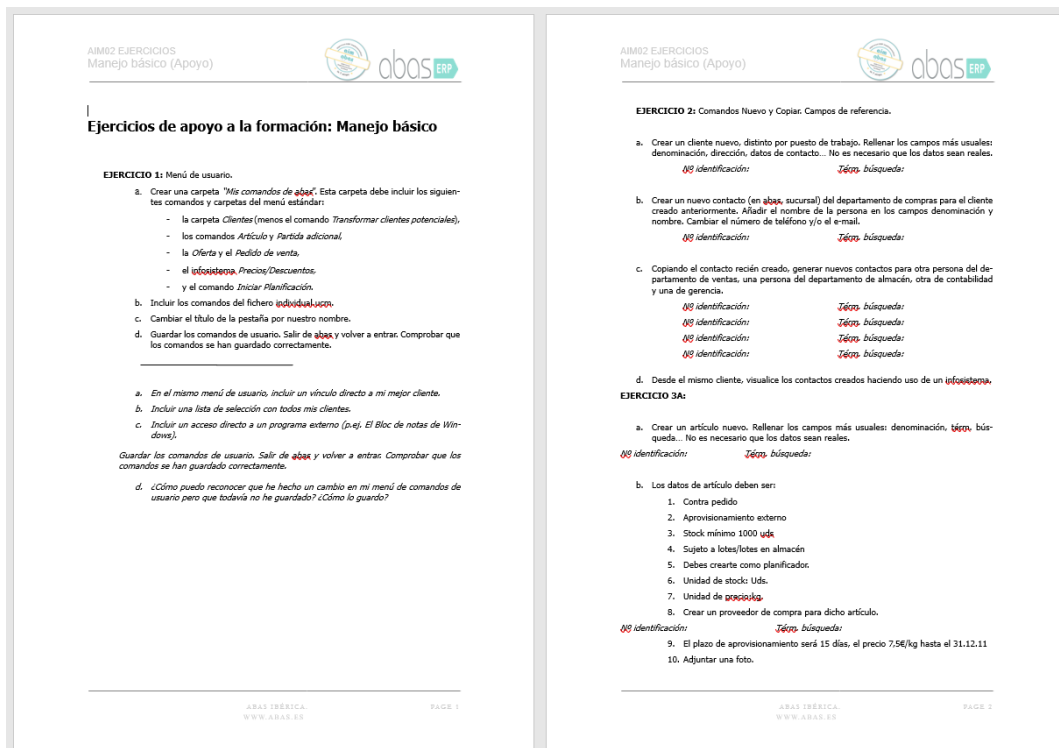 AIM02 EJERCICIOS
Manejo básico (Apoyo)
abas ERP
Ejercicios de apoyo a la formación: Manejo básico
EJERCICIO 1: Menú de usuario.
a. Crear una carpeta "Mis comandos de abas". Esta carpeta debe incluir los siguien-
tes comandos y carpetas del menú estándar:
- la carpeta Clientes (menos el comando Transformar clientes potenciales),
- los comandos Artículo y Partida adicional,
- la Oferta y el Pedido de venta,
- el infosistema Precios/Descuentos,
- y el comando Iniciar Planificación.
b. Incluir los comandos del fichero individual.ucm.
c. Cambiar el título de la pestaña por nuestro nombre.
d. Guardar los comandos de usuario. Salir de abas y volver a entrar. Comprobar que
los comandos se han guardado correctamente.
a. En el mismo menú de usuario, incluir un vínculo directo a mi mejor cliente.
b. Incluir una lista de selección con todos mis clientes.
c. Incluir un acceso directo a un programa externo (p.ej. El Bloc de notas de Win-
dows).
Guardar los comandos de usuario. Salir de abas y volver a entrar. Comprobar que los
comandos se han guardado correctamente.
d. ¿Cómo puedo reconocer que he hecho un cambio en mi menú de comandos de
usuario pero que todavía no he guardado? ¿Cómo lo guardo?
ABAS IBÉRICA.
WWW.ABAS.ES
PAGE 1
AIM02 EJERCICIOS
Manejo básico (Apoyo)
abas ERP
EJERCICIO 2: Comandos Nuevo y Copiar. Campos de referencia.
a. Crear un cliente nuevo, distinto por puesto de trabajo. Rellenar los campos más usuales:
denominación, dirección, datos de contacto... No es necesario que los datos sean reales.
Nº identificación: Térm. búsqueda:
b. Crear un nuevo contacto (en abas, sucursal) del departamento de compras para el cliente
creado anteriormente. Añadir el nombre de la persona en los campos denominación y
nombre. Cambiar el número de teléfono y/o el e-mail.
Nº identificación: Térm. búsqueda:
c. Copiando el contacto recién creado, generar nuevos contactos para otra persona del de-
partamento de ventas, una persona del departamento de almacén, otra de contabilidad
y una de gerencia.
Nº identificación: Térm. búsqueda:
Nº identificación: Térm. búsqueda:
Nº identificación: Térm. búsqueda:
Nº identificación: Térm. búsqueda:
d. Desde el mismo cliente, visualice los contactos creados haciendo uso de un infosistema.
EJERCICIO 3A:
a. Crear un artículo nuevo. Rellenar los campos más usuales: denominación, térm. bús-
queda... No es necesario que los datos sean reales.
Nº identificación: Térm. búsqueda:
b. Los datos de artículo deben ser:
1. Contra pedido
2. Aprovisionamiento externo
3. Stock mínimo 1000 uds
4. Sujeto a lotes/lotes en almacén
5. Debes crearte como planificador.
6. Unidad de stock: Uds.
7. Unidad de precio:kg.
8. Crear un proveedor de compra para dicho artículo.
Nº identificación: Térm. búsqueda:
9. El plazo de aprovisionamiento será 15 días, el precio 7,5€/kg hasta el 31.12.11
10. Adjuntar una foto.
ABAS IBÉRICA.
WWW.ABAS.ES
PAGE 2